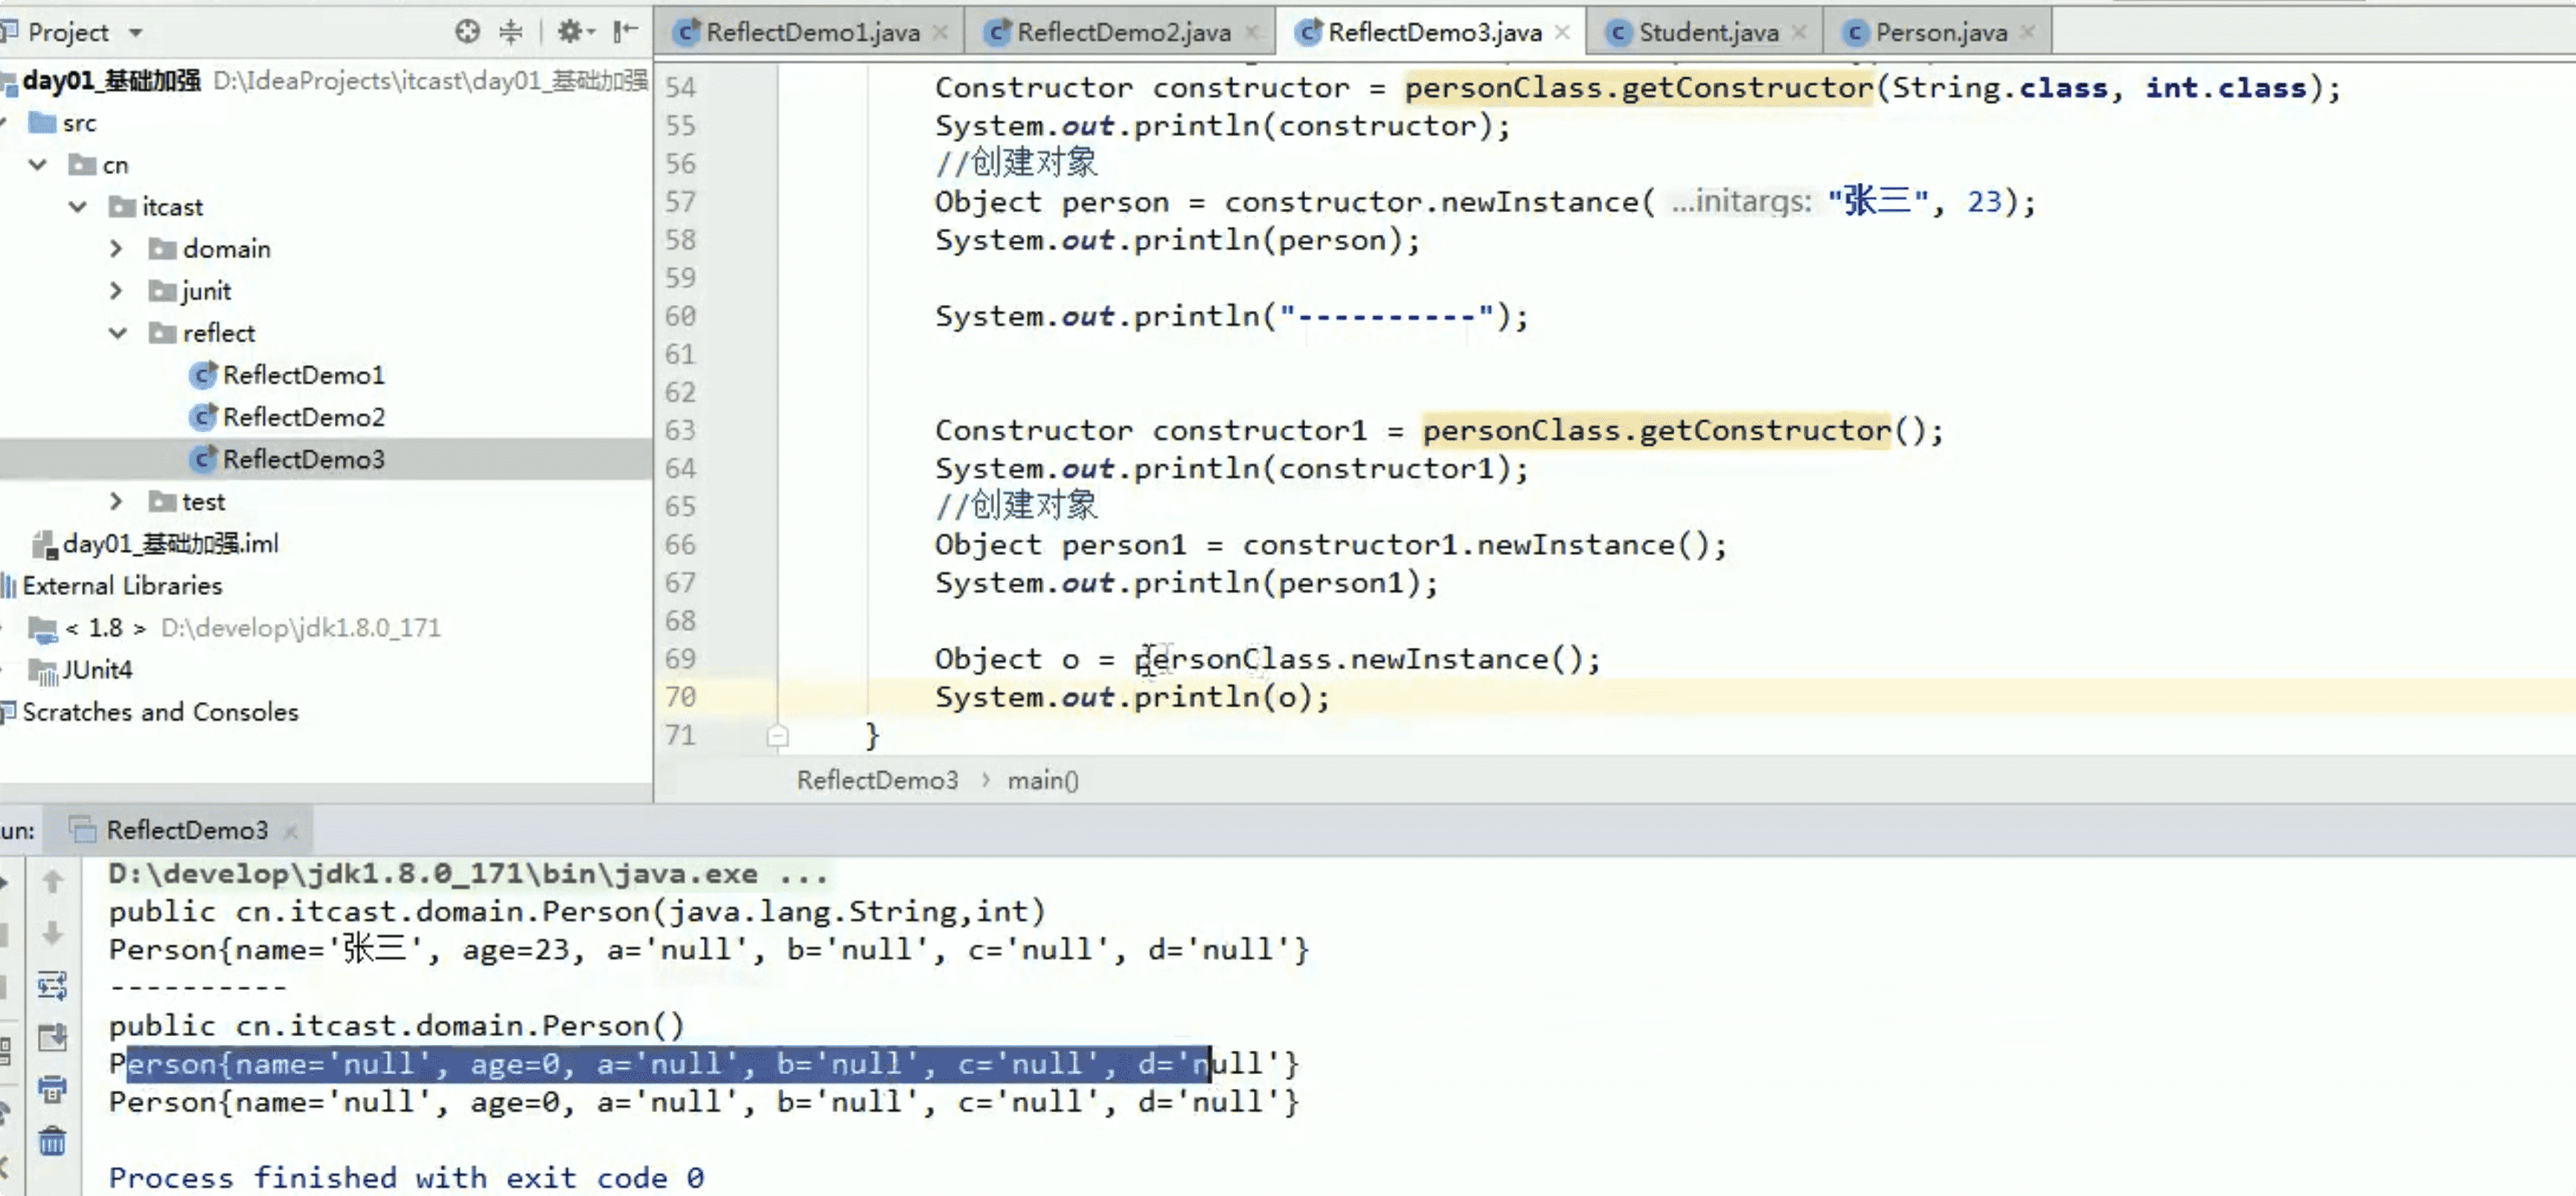 Project
ReflectDemo1.java
ReflectDemo2.java
ReflectDemo3.java
Student.java
Person.java
day01_基础加强 D:\IdeaProjects\itcast\day01_基础加强
src
cn
itcast
domain
junit
reflect
ReflectDemo1
ReflectDemo2
ReflectDemo3
test
day01_基础加强.iml
External Libraries
< 1.8 > D:\develop\jdk1.8.0_171
JUnit4
Scratches and Consoles
54 Constructor constructor = personClass.getConstructor(String.class, int.class);
55 System.out.println(constructor);
56 //创建对象
57 Object person = constructor.newInstance( ...initargs: "张三", 23);
58 System.out.println(person);
59
60 System.out.println("----------");
61
62
63 Constructor constructor1 = personClass.getConstructor();
64 System.out.println(constructor1);
65 //创建对象
66 Object person1 = constructor1.newInstance();
67 System.out.println(person1);
68
69 Object o = personClass.newInstance();
70 System.out.println(o);
71 }
ReflectDemo3 › main()
un: ReflectDemo3
D:\develop\jdk1.8.0_171\bin\java.exe ...
public cn.itcast.domain.Person(java.lang.String,int)
Person{name='张三', age=23, a='null', b='null', c='null', d='null'}
----------
public cn.itcast.domain.Person()
Person{name='null', age=0, a='null', b='null', c='null', d='null'}
Person{name='null', age=0, a='null', b='null', c='null', d='null'}
Process finished with exit code 0